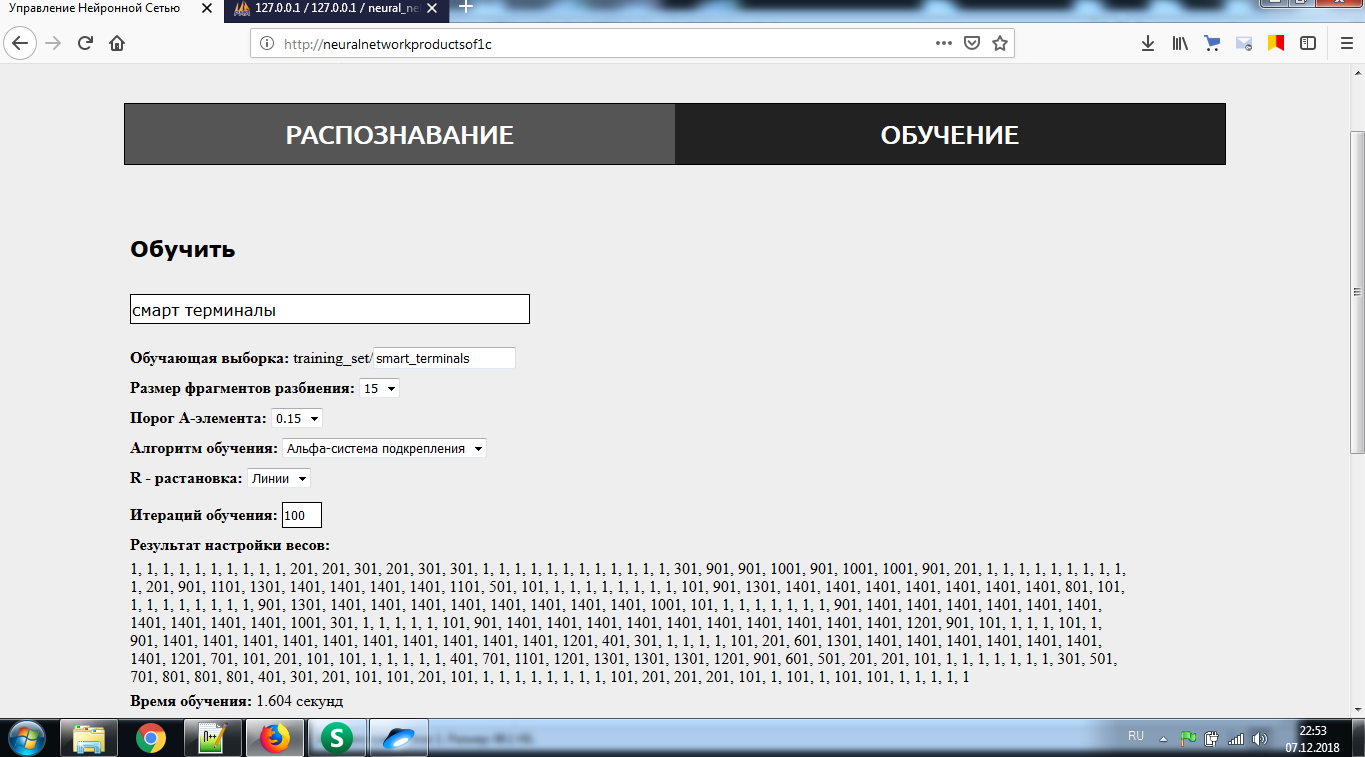 Управление Нейронной Сетью
127.0.0.1 / 127.0.0.1 / neural_ne
http://neuralnetworkproductsof1c
РАСПОЗНАВАНИЕ
ОБУЧЕНИЕ
Обучить
смарт терминалы
Обучающая выборка: training_set/ smart_terminals
Размер фрагментов разбиения: 15
Порог А-элемента: 0.15
Алгоритм обучения: Альфа-система подкрепления
R - растановка: Линии
Итераций обучения: 100
Результат настройки весов:
1, 1, 1, 1, 1, 1, 1, 1, 1, 1, 201, 201, 301, 201, 301, 301, 1, 1, 1, 1, 1, 1, 1, 1, 1, 1, 1, 1, 301, 901, 901, 1001, 901, 1001, 1001, 901, 201, 1, 1, 1, 1, 1, 1, 1, 1, 1,
1, 201, 901, 1101, 1301, 1401, 1401, 1401, 1401, 1101, 501, 101, 1, 1, 1, 1, 1, 1, 1, 1, 101, 901, 1301, 1401, 1401, 1401, 1401, 1401, 1401, 1401, 801, 101,
1, 1, 1, 1, 1, 1, 1, 1, 901, 1301, 1401, 1401, 1401, 1401, 1401, 1401, 1401, 1001, 101, 1, 1, 1, 1, 1, 1, 901, 1401, 1401, 1401, 1401, 1401, 1401,
1401, 1401, 1401, 1401, 1001, 301, 1, 1, 1, 1, 1, 101, 901, 1401, 1401, 1401, 1401, 1401, 1401, 1401, 1401, 1401, 1401, 1201, 901, 101, 1, 1, 1, 101, 1,
901, 1401, 1401, 1401, 1401, 1401, 1401, 1401, 1401, 1401, 1401, 1201, 401, 301, 1, 1, 1, 1, 101, 201, 601, 1301, 1401, 1401, 1401, 1401, 1401, 1401,
1401, 1201, 701, 101, 201, 101, 101, 1, 1, 1, 1, 1, 401, 701, 1101, 1201, 1301, 1301, 1301, 1201, 901, 601, 501, 201, 201, 101, 1, 1, 1, 1, 1, 1, 1, 301, 501,
701, 801, 801, 801, 401, 301, 201, 101, 101, 201, 101, 1, 1, 1, 1, 1, 1, 1, 1, 101, 201, 201, 201, 101, 1, 101, 1, 101, 101, 1, 1, 1, 1, 1
Время обучения: 1.604 секунд
RU
22:53
07.12.2018